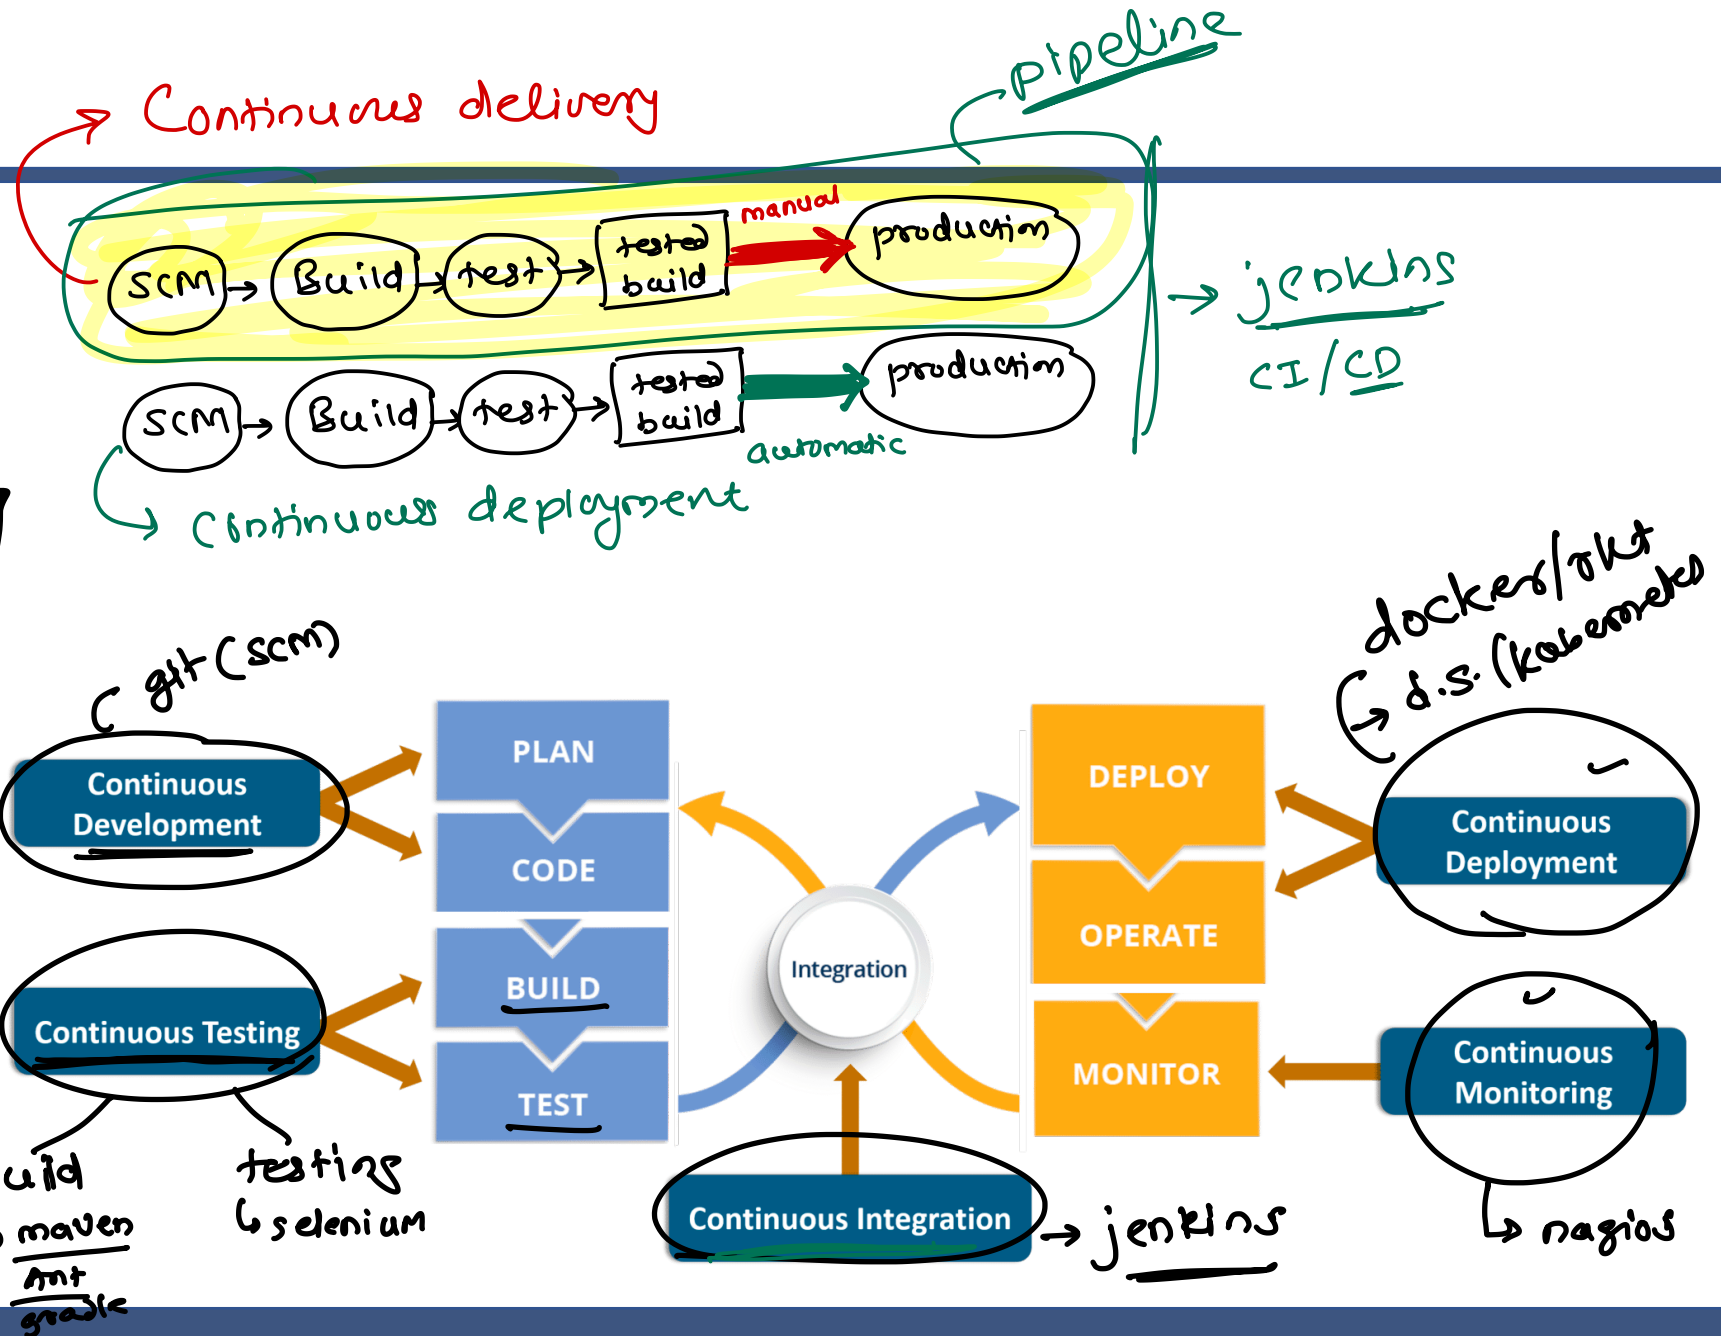 pipeline
Continuous delivery
SCM
Build
test
tested
build
manual
production
jenkins
CI/CD
SCM
Build
test
tested
build
automatic
production
Continuous deployment
docker/rkt
d.s. (kubernetes
git (SCM)
Continuous
Development
PLAN
CODE
BUILD
TEST
Continuous Testing
uild
maven
Ant
gradle
testing
selenium
Integration
Continuous Integration
jenkins
DEPLOY
OPERATE
MONITOR
Continuous
Deployment
Continuous
Monitoring
nagios